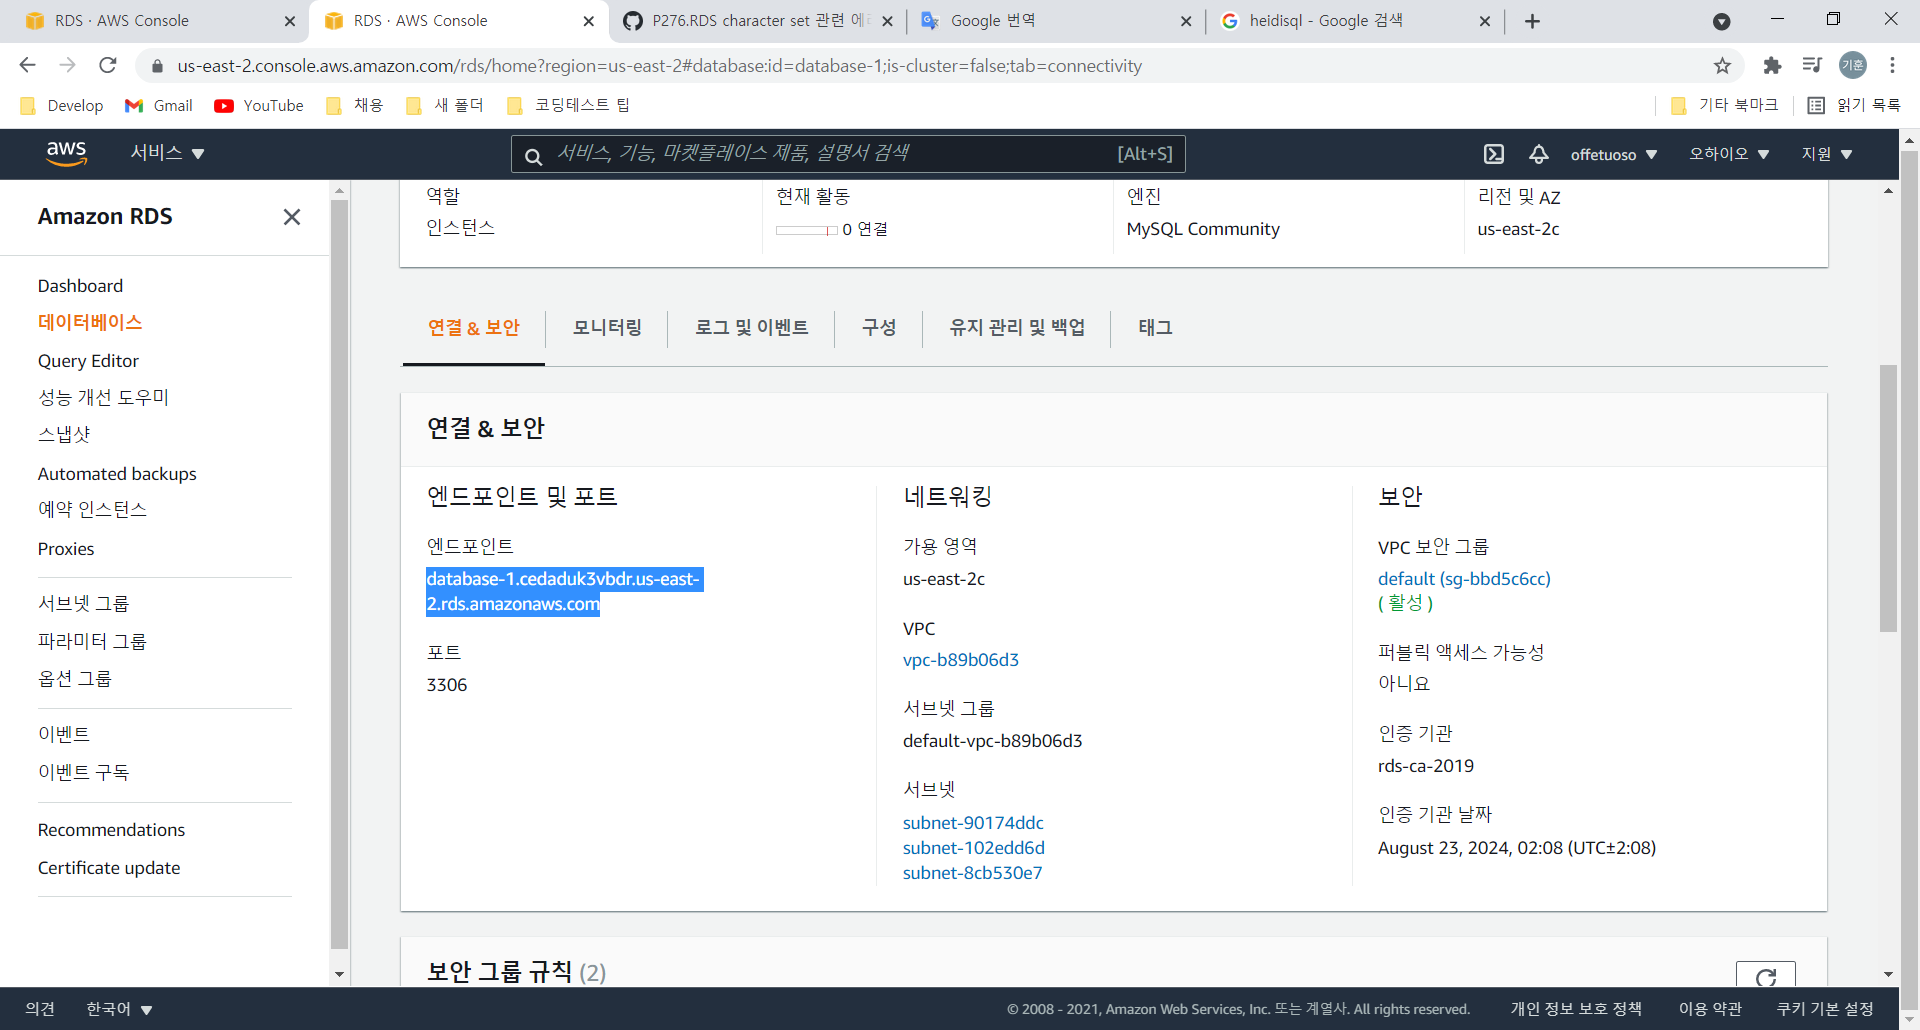 RDS · AWS Console
RDS · AWS Console
P276.RDS character set 관련 에러
Google 번역
heidisql - Google 검색
us-east-2.console.aws.amazon.com/rds/home?region=us-east-2#database:id=database-1;is-cluster=false;tab=connectivity
기훈
Develop
Gmail
YouTube
채용
새 폴더
코딩테스트 팁
기타 북마크
읽기 목록
aws
서비스
서비스, 기능, 마켓플레이스 제품, 설명서 검색
[Alt+S]
offetuoso
오하이오
지원
Amazon RDS
Dashboard
데이터베이스
Query Editor
성능 개선 도우미
스냅샷
Automated backups
예약 인스턴스
Proxies
서브넷 그룹
파라미터 그룹
옵션 그룹
이벤트
이벤트 구독
Recommendations
Certificate update
역할
인스턴스
현재 활동
0 연결
엔진
MySQL Community
리전 및 AZ
us-east-2c
연결 & 보안
모니터링
로그 및 이벤트
구성
유지 관리 및 백업
태그
연결 & 보안
엔드포인트 및 포트
엔드포인트
database-1.cedaduk3vbdr.us-east-
2.rds.amazonaws.com
포트
3306
네트워킹
가용 영역
us-east-2c
VPC
vpc-b89b06d3
서브넷 그룹
default-vpc-b89b06d3
서브넷
subnet-90174ddc
subnet-102edd6d
subnet-8cb530e7
보안
VPC 보안 그룹
default (sg-bbd5c6cc)
( 활성 )
퍼블릭 액세스 가능성
아니요
인증 기관
rds-ca-2019
인증 기관 날짜
August 23, 2024, 02:08 (UTC±2:08)
보안 그룹 규칙 (2)
의견
한국어
© 2008 - 2021, Amazon Web Services, Inc. 또는 계열사. All rights reserved.
개인 정보 보호 정책
이용 약관
쿠키 기본 설정